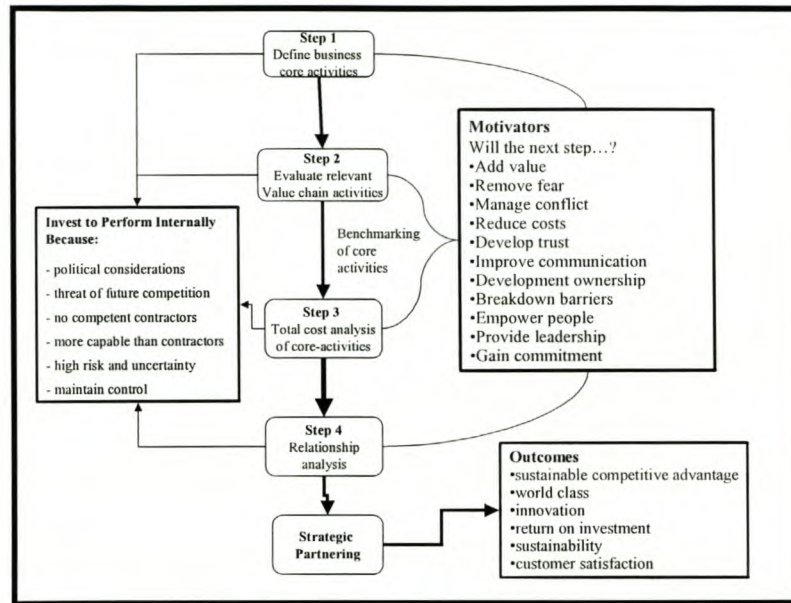 Step 1
Define business
core activities
Step 2
Evaluate relevant
Value chain activities
Benchmarking
of core
activities
Step 3
Total cost analysis
of core-activities
Step 4
Relationship
analysis
Strategic
Partnering
Invest to Perform Internally
Because:
- political considerations
- threat of future competition
- no competent contractors
- more capable than contractors
- high risk and uncertainty
- maintain control
Motivators
Will the next step…?
•Add value
•Remove fear
•Manage conflict
•Reduce costs
•Develop trust
•Improve communication
•Development ownership
•Breakdown barriers
•Empower people
•Provide leadership
•Gain commitment
Outcomes
•sustainable competitive advantage
•world class
•innovation
•return on investment
•sustainability
•customer satisfaction